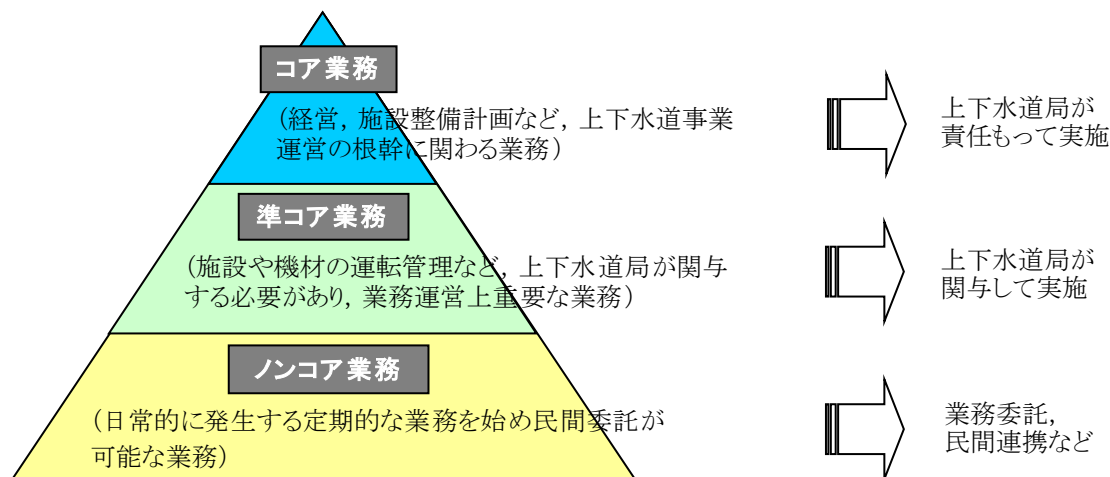 コア業務
（経営，施設整備計画など，上下水道事業
運営の根幹に関わる業務）
上下水道局が
責任もって実施
準コア業務
（施設や機材の運転管理など，上下水道局が関与
する必要があり，業務運営上重要な業務）
上下水道局が
関与して実施
ノンコア業務
（日常的に発生する定期的な業務を始め民間委託が
可能な業務）
業務委託，
民間連携など